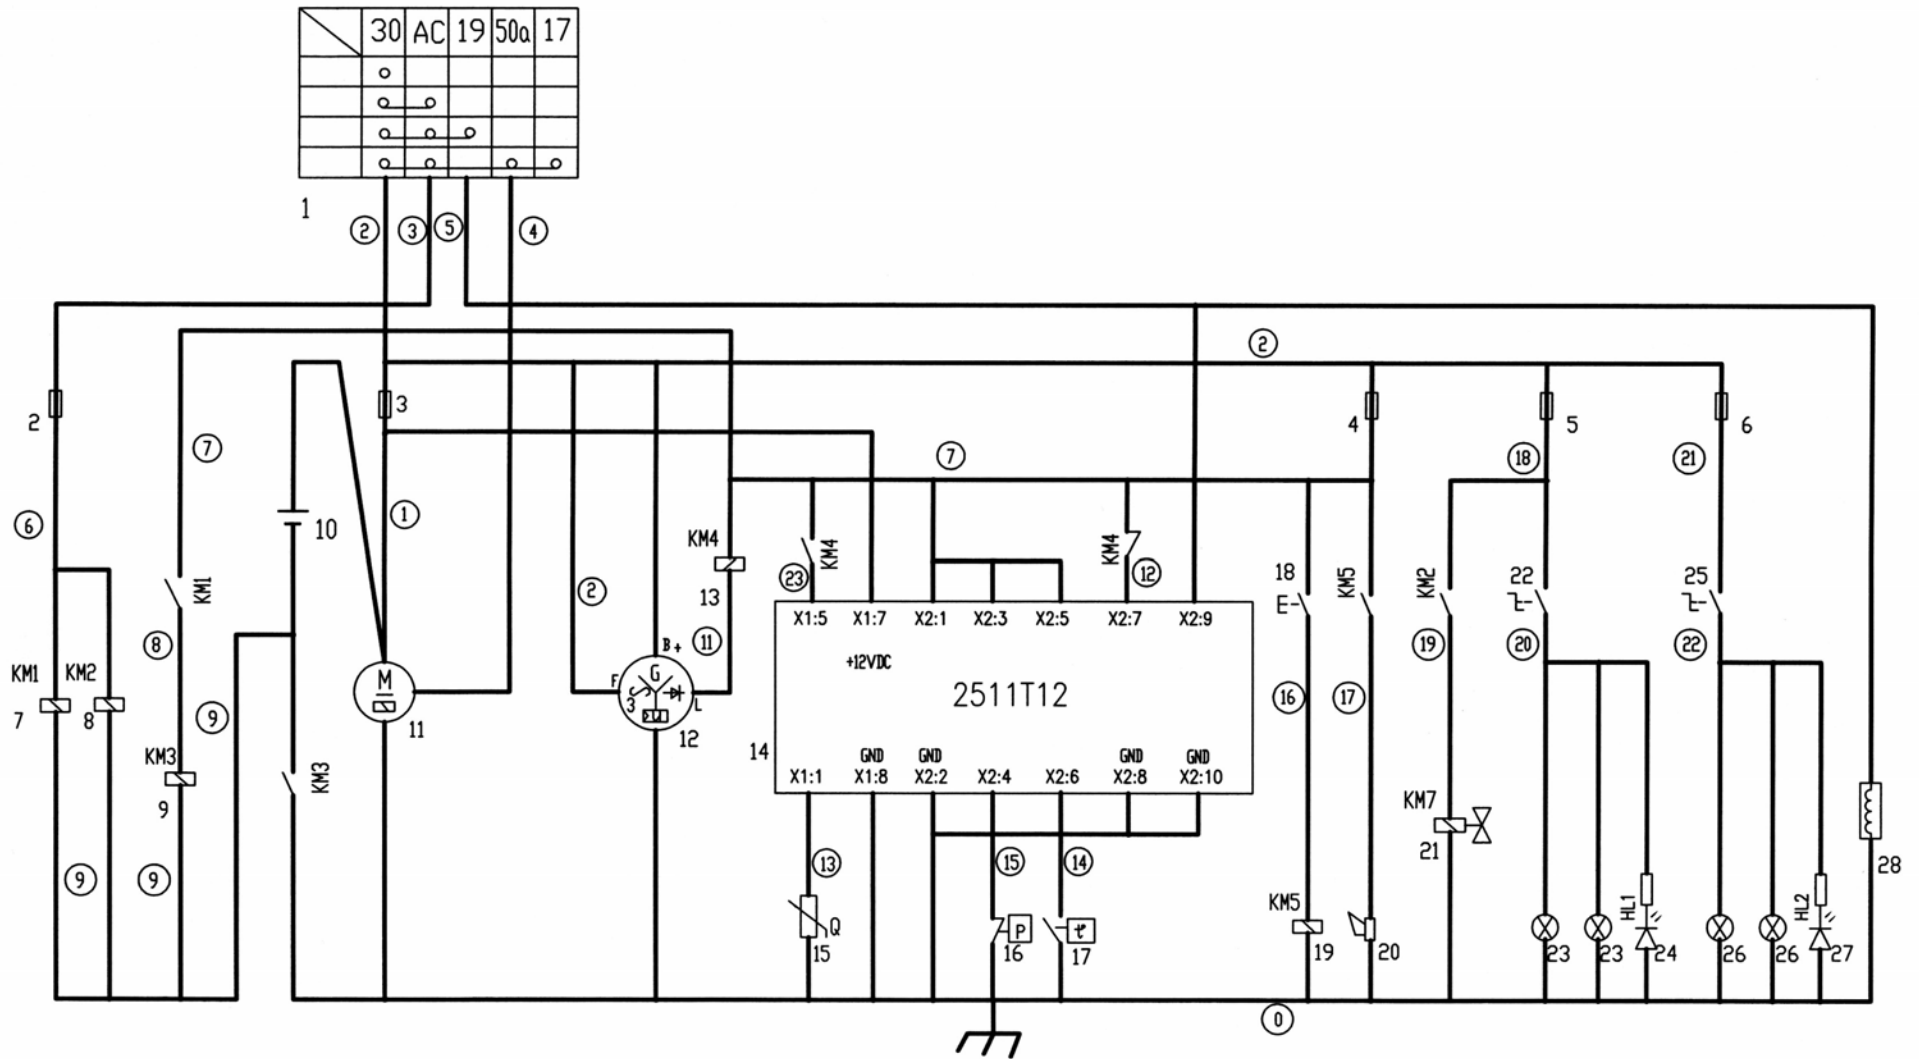 30 AC 19 50a 17
1 ② ③ ⑤ ④
②
2 3 4 5 6
⑦ ⑦ ⑱ ㉑
⑥ ① 10
KM4 KM4 KM4
㉓ ⑫
KM1 ② 13 18 KM5 KM2 22 25
E-
X1:5 X1:7 X2:1 X2:3 X2:5 X2:7 X2:9
⑧ ⑪ ⑲ ⑳ ㉒
+12VDC
B+
KM1 KM2 M F G L
3
2511T12
7 8 ⑨ 11 12 ⑯ ⑰
KM3 KM3 14
GND GND GND GND
X1:1 X1:8 X2:2 X2:4 X2:6 X2:8 X2:10
9 KM7
21
⑨ ⑨ ⑬ ⑮ ⑭ 28
Q P t° KM5 HL1 HL2
15 16 17 19 20 23 23 24 26 26 27
⓪